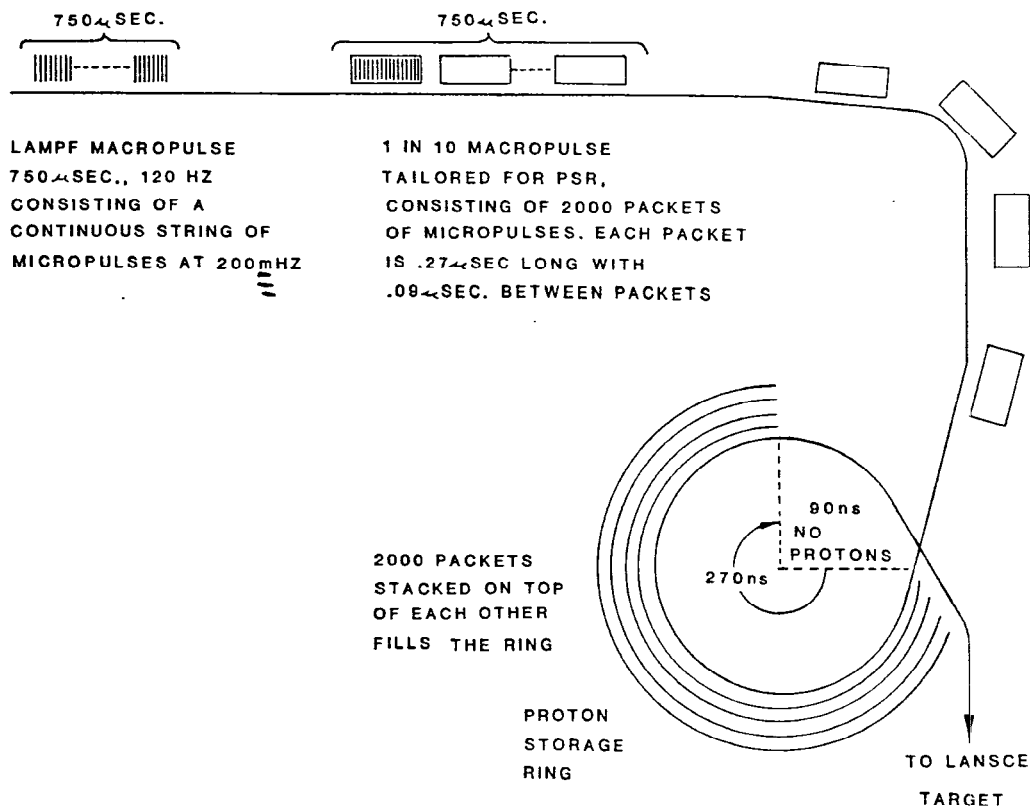 750μSEC.
750μSEC.
LAMPF MACROPULSE
750μSEC., 120 HZ
CONSISTING OF A
CONTINUOUS STRING OF
MICROPULSES AT 200mHZ
1 IN 10 MACROPULSE
TAILORED FOR PSR,
CONSISTING OF 2000 PACKETS
OF MICROPULSES. EACH PACKET
IS .27μSEC LONG WITH
.09μSEC. BETWEEN PACKETS
90ns
NO
PROTONS
270ns
2000 PACKETS
STACKED ON TOP
OF EACH OTHER
FILLS THE RING
PROTON
STORAGE
RING
TO LANSCE
TARGET